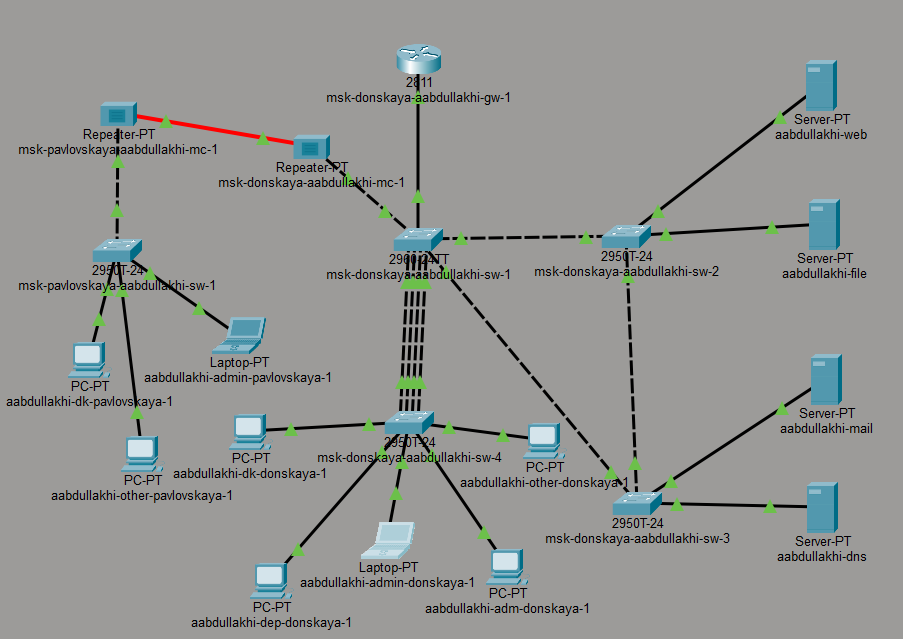 2811
msk-donskaya-aabdullakhi-gw-1
Repeater-PT
msk-pavlovskaya-aabdullakhi-mc-1
Repeater-PT
msk-donskaya-aabdullakhi-mc-1
Server-PT
aabdullakhi-web
2950T-24
msk-pavlovskaya-aabdullakhi-sw-1
2960-24TT
msk-donskaya-aabdullakhi-sw-1
2950T-24
msk-donskaya-aabdullakhi-sw-2
Server-PT
aabdullakhi-file
Laptop-PT
aabdullakhi-admin-pavlovskaya-1
PC-PT
aabdullakhi-dk-pavlovskaya-1
PC-PT
aabdullakhi-other-pavlovskaya-1
PC-PT
aabdullakhi-dk-donskaya-1
2950T-24
msk-donskaya-aabdullakhi-sw-4
PC-PT
aabdullakhi-other-donskaya-1
Server-PT
aabdullakhi-mail
2950T-24
msk-donskaya-aabdullakhi-sw-3
Server-PT
aabdullakhi-dns
Laptop-PT
aabdullakhi-admin-donskaya-1
PC-PT
aabdullakhi-dep-donskaya-1
PC-PT
aabdullakhi-adm-donskaya-1